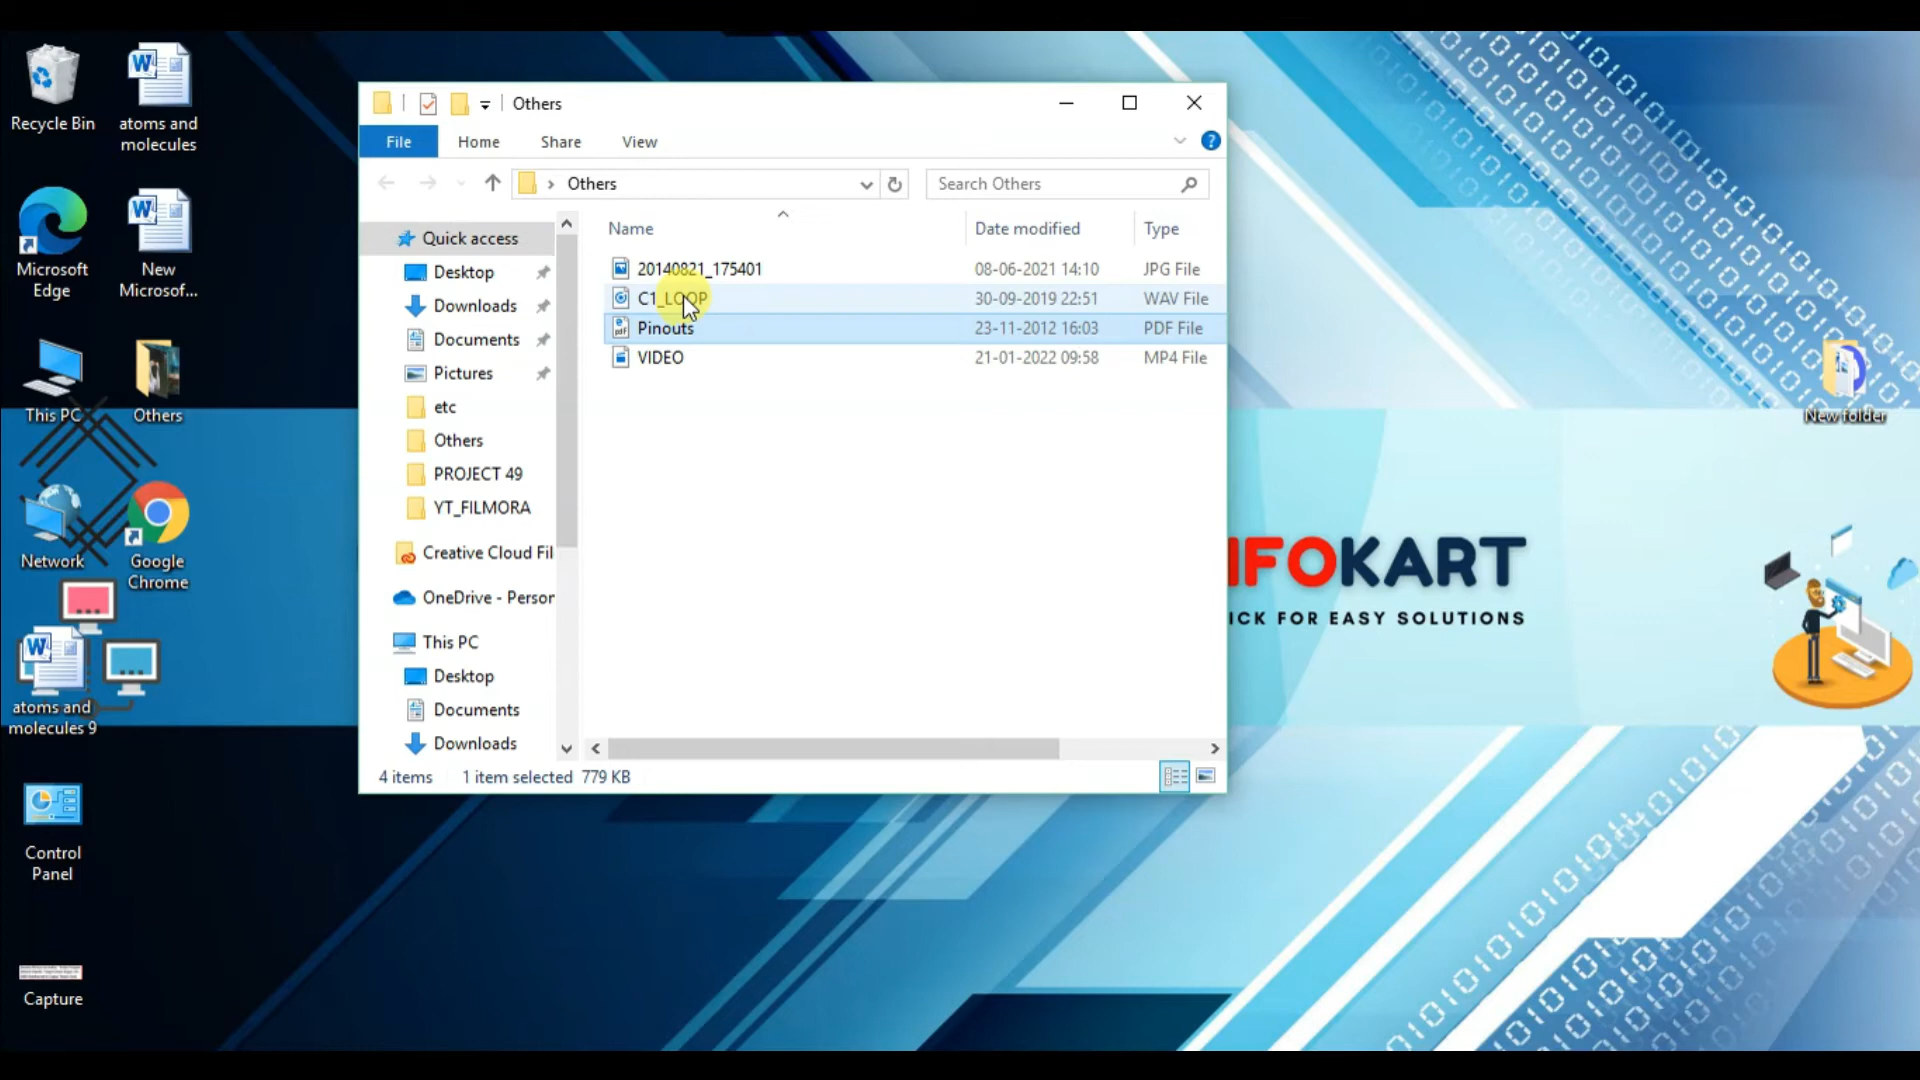 Recycle Bin
atoms and
molecules
Microsoft
Edge
New
Microsof...
This PC
Others
Network
Google
Chrome
atoms and
molecules 9
Control
Panel
Capture
Others
File Home Share View
Others
Search Others
Quick access
Desktop
Downloads
Documents
Pictures
etc
Others
PROJECT 49
YT_FILMORA
Creative Cloud Fil
OneDrive - Person
This PC
Desktop
Documents
Downloads
Name Date modified Type
20140821_175401 08-06-2021 14:10 JPG File
C1_LOOP 30-09-2019 22:51 WAV File
Pinouts 23-11-2012 16:03 PDF File
VIDEO 21-01-2022 09:58 MP4 File
4 items 1 item selected 779 KB
New folder
IFOKART
ICK FOR EASY SOLUTIONS